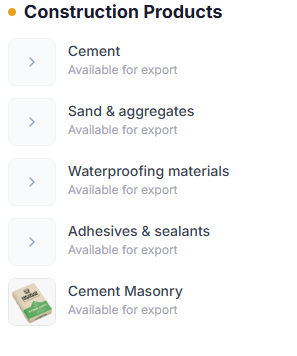 Construction Products
Cement
Available for export
Sand & aggregates
Available for export
Waterproofing materials
Available for export
Adhesives & sealants
Available for export
Cement Masonry
Available for export